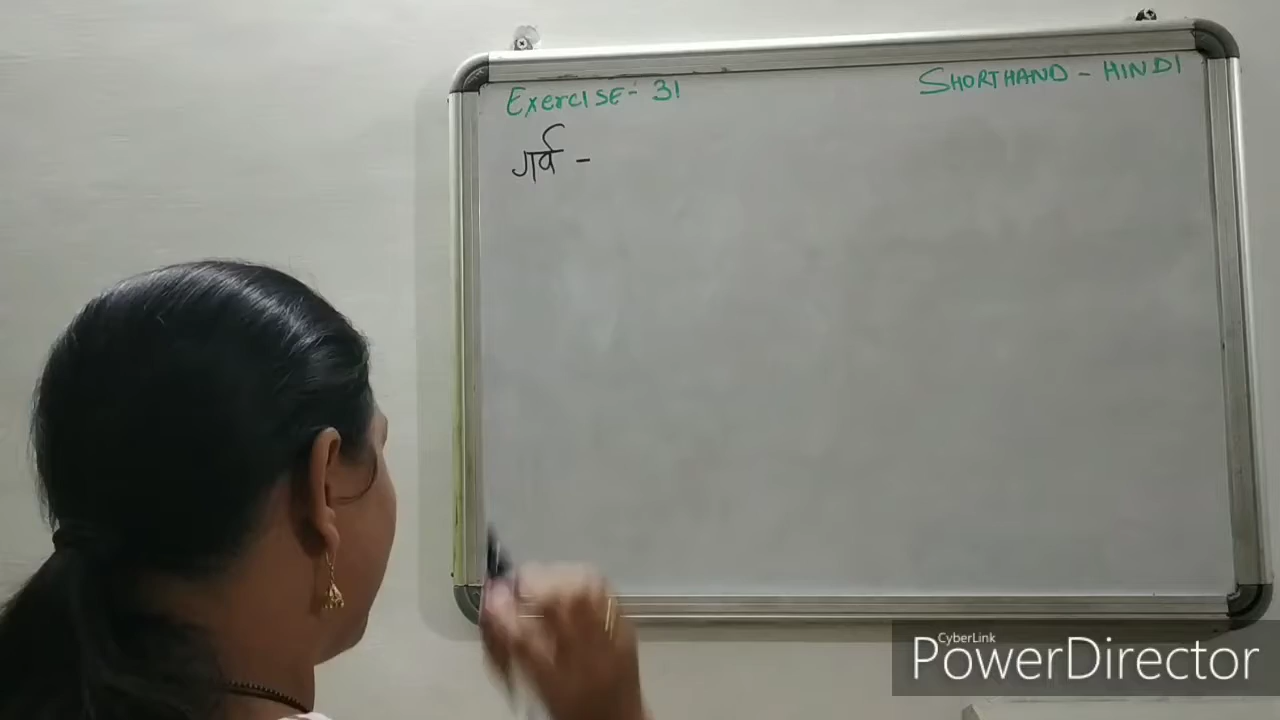 Exercise - 31
SHORTHAND - HINDI
गर्व -
CyberLink
PowerDirector